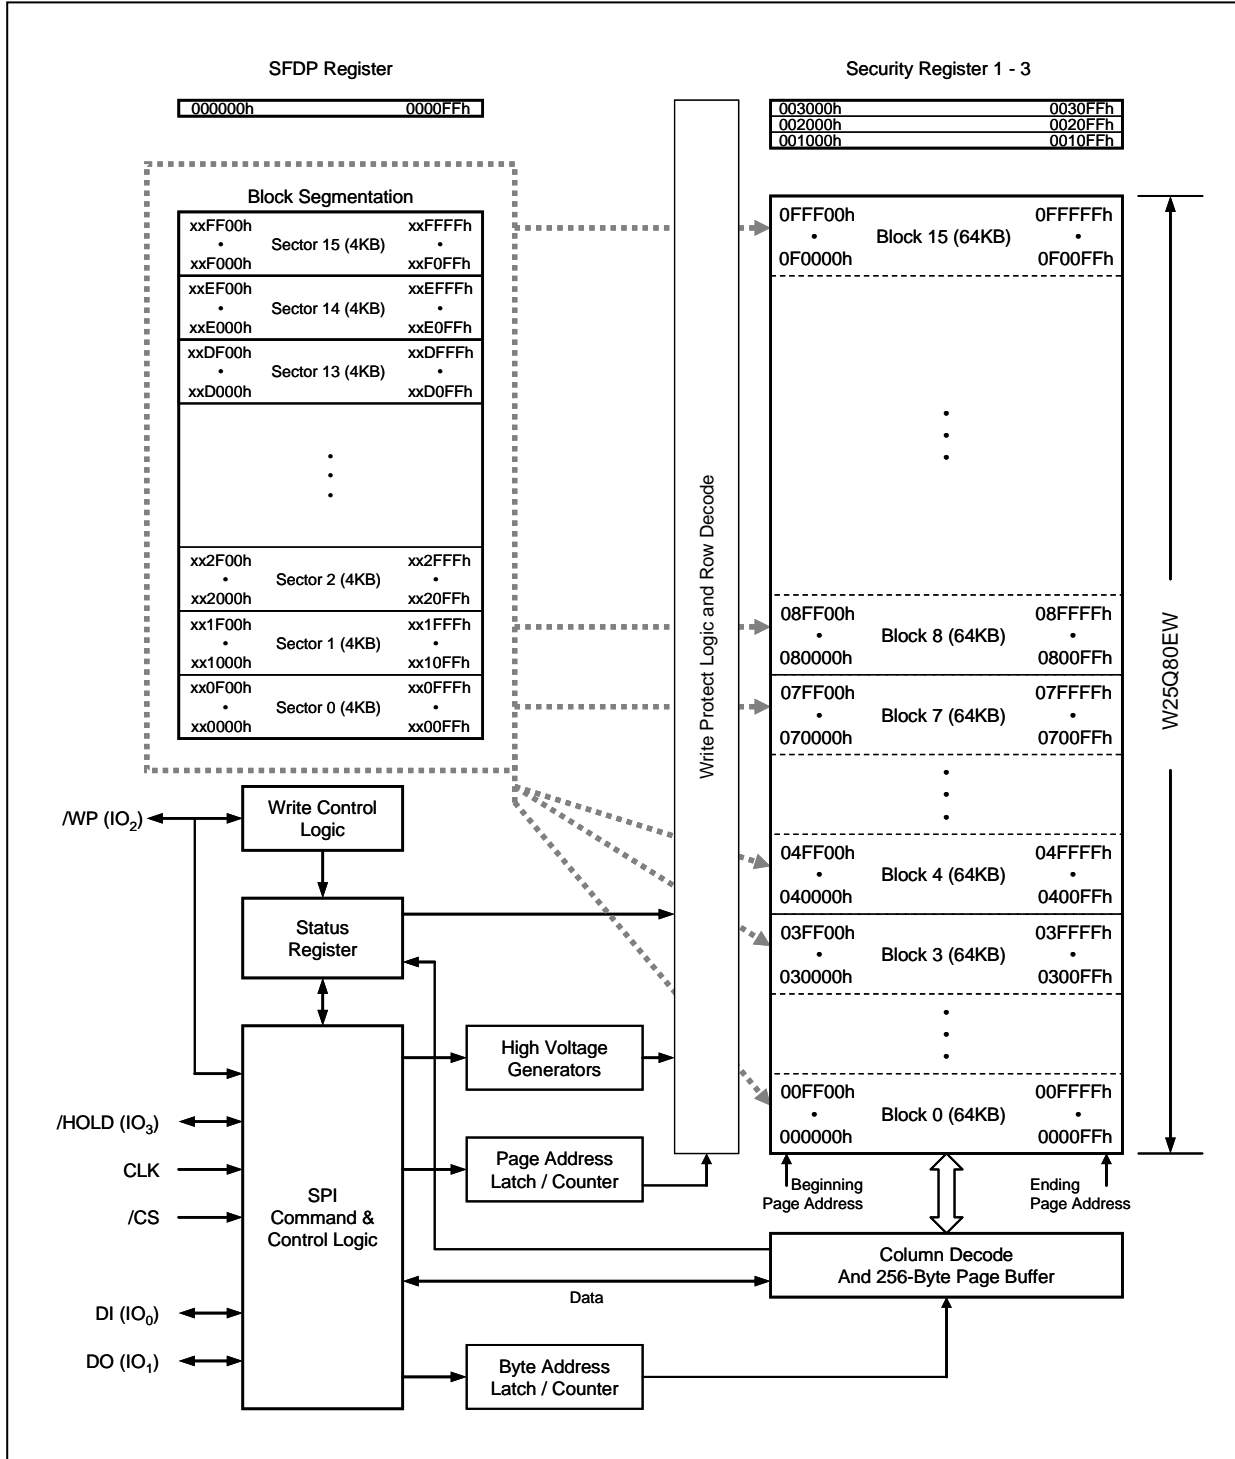 SFDP Register
000000h 0000FFh
Security Register 1 - 3
003000h 0030FFh
002000h 0020FFh
001000h 0010FFh
Block Segmentation
xxFF00h xxFFFFh
• Sector 15 (4KB) •
xxF000h xxF0FFh
xxEF00h xxEFFFh
• Sector 14 (4KB) •
xxE000h xxE0FFh
xxDF00h xxDFFFh
• Sector 13 (4KB) •
xxD000h xxD0FFh
xx2F00h xx2FFFh
• Sector 2 (4KB) •
xx2000h xx20FFh
xx1F00h xx1FFFh
• Sector 1 (4KB) •
xx1000h xx10FFh
xx0F00h xx0FFFh
• Sector 0 (4KB) •
xx0000h xx00FFh
Write Protect Logic and Row Decode
0FFF00h 0FFFFFh
• Block 15 (64KB) •
0F0000h 0F00FFh
08FF00h 08FFFFh
• Block 8 (64KB) •
080000h 0800FFh
07FF00h 07FFFFh
• Block 7 (64KB) •
070000h 0700FFh
04FF00h 04FFFFh
• Block 4 (64KB) •
040000h 0400FFh
03FF00h 03FFFFh
• Block 3 (64KB) •
030000h 0300FFh
00FF00h 00FFFFh
• Block 0 (64KB) •
000000h 0000FFh
W25Q80EW
Beginning
Page Address
Ending
Page Address
/WP (IO2)
Write Control
Logic
Status
Register
High Voltage
Generators
/HOLD (IO3)
CLK
/CS
DI (IO0)
DO (IO1)
SPI
Command &
Control Logic
Page Address
Latch / Counter
Column Decode
And 256-Byte Page Buffer
Data
Byte Address
Latch / Counter